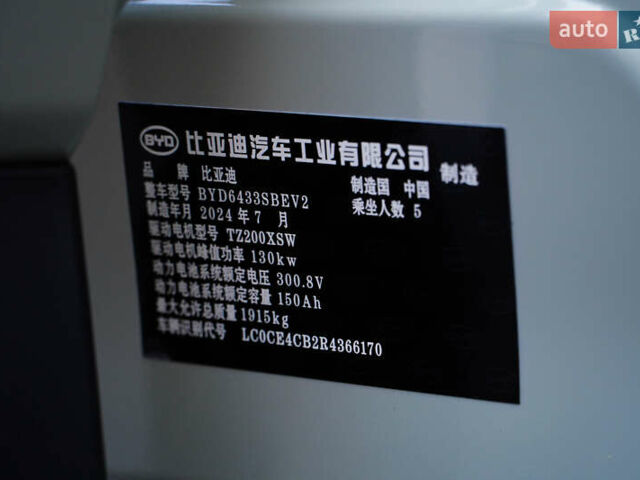 auto R
BYD 比亚迪汽车工业有限公司 制造
品 牌 比亚迪 制造国 中国
整车型号 BYD6433SBEV2 乘坐人数 5
制造年月 2024 年 7 月
驱动电机型号 TZ200XSW
驱动电机峰值功率 130kw
动力电池系统额定电压 300.8V
动力电池系统额定容量 150Ah
最大允许总质量 1915kg
车辆识别代号 LC0CE4CB2R4366170